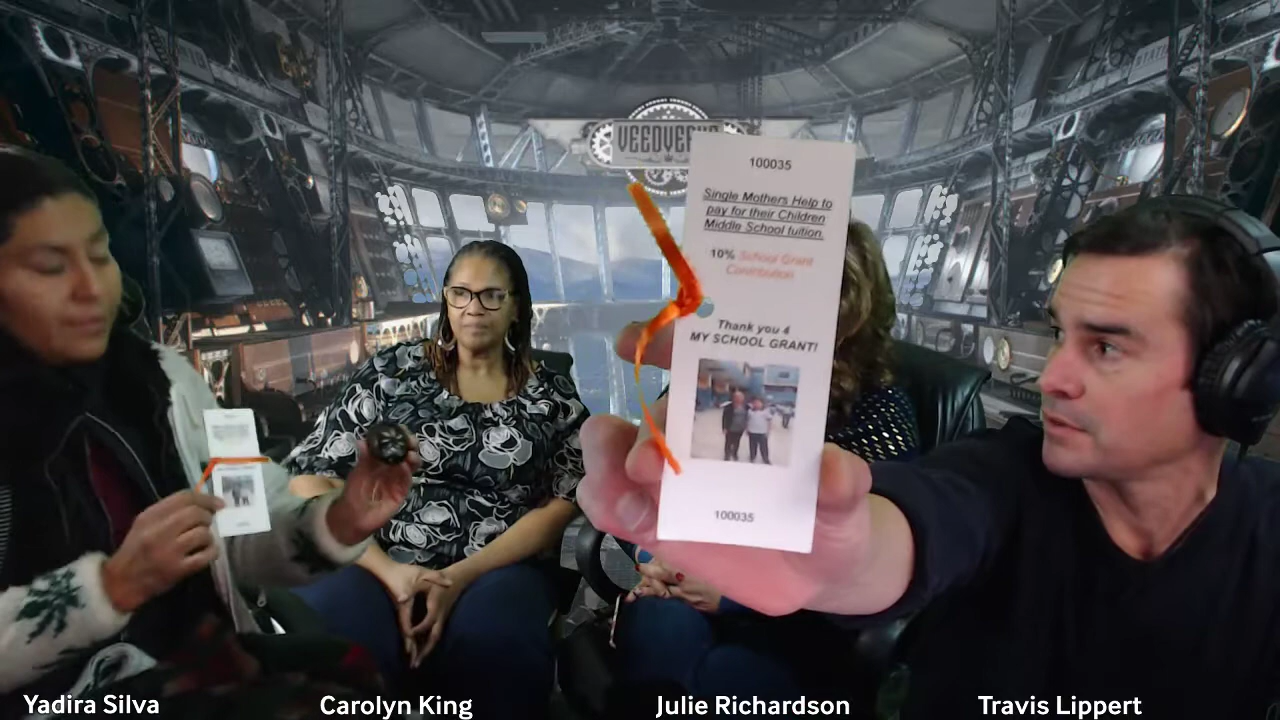 VEEDVEEKS
100035
Single Mothers Help to
pay for their Children
Middle School tuition.
10% School Grant
Contribution
Thank you 4
MY SCHOOL GRANT!
100035
Yadira Silva
Carolyn King
Julie Richardson
Travis Lippert